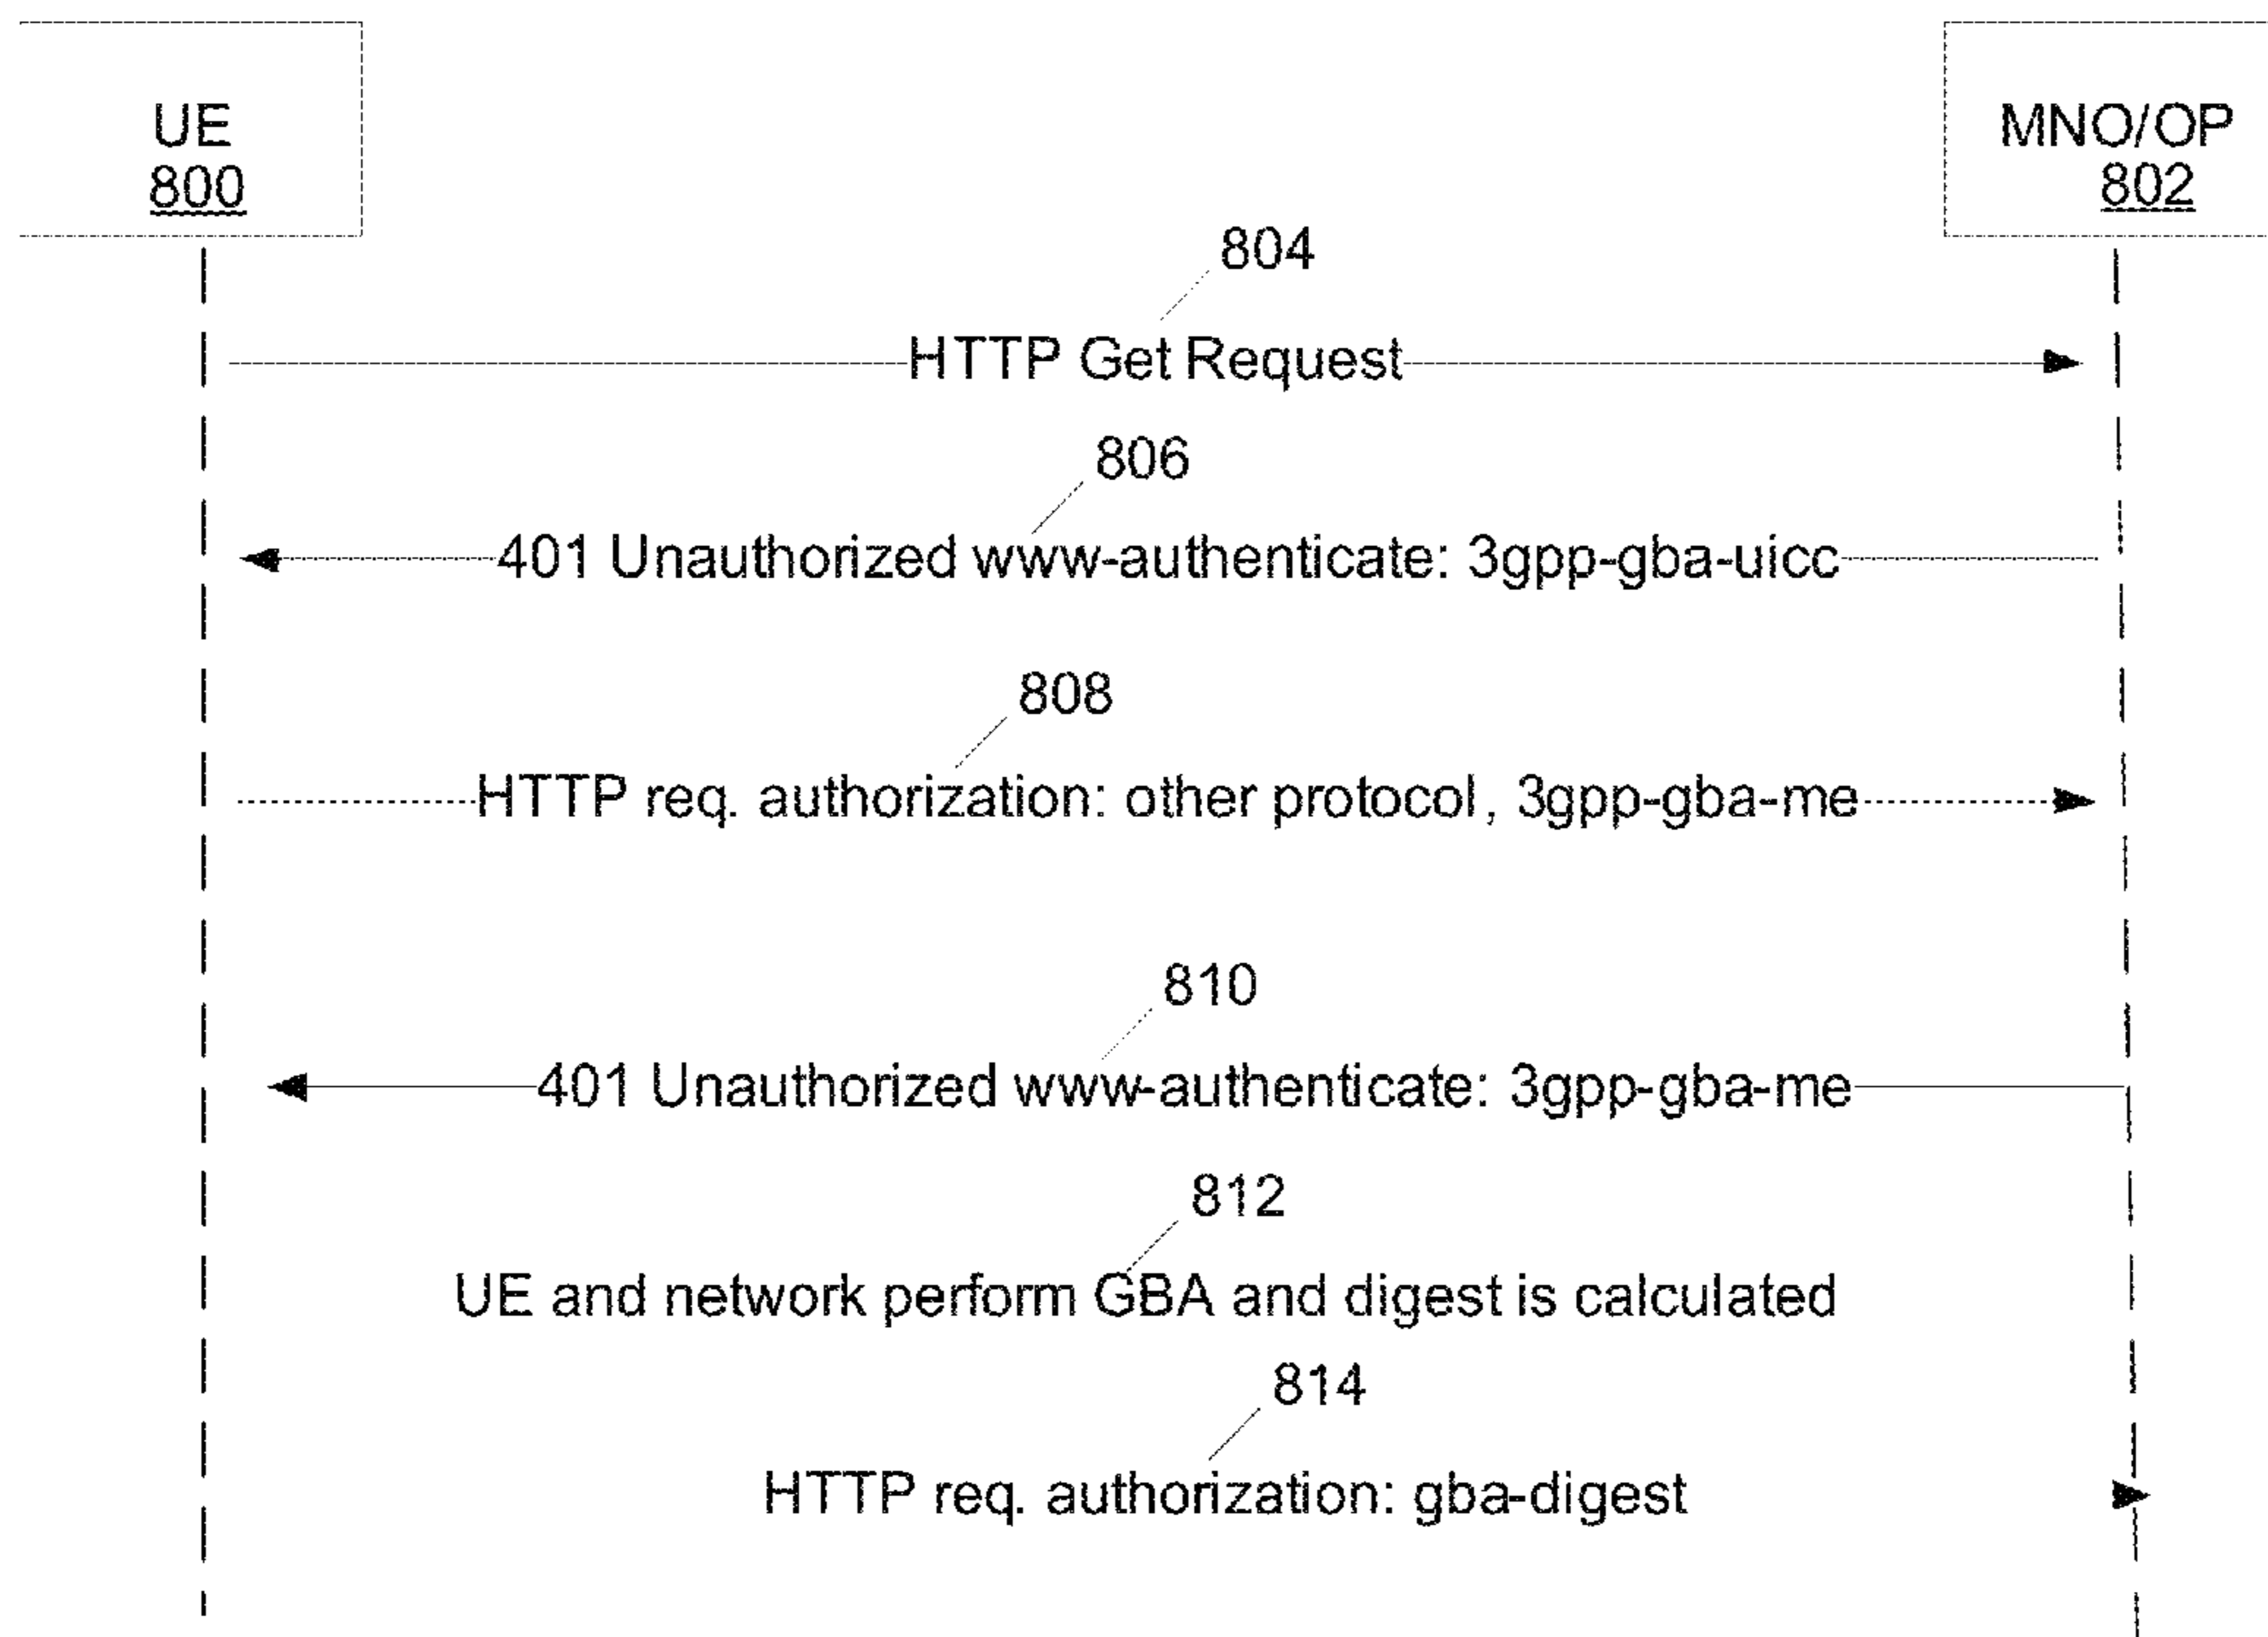 UE
800
MNO/OP
802
804
HTTP Get Request
806
401 Unauthorized www-authenticate: 3gpp-gba-uicc
808
HTTP req. authorization: other protocol, 3gpp-gba-me
810
401 Unauthorized www-authenticate: 3gpp-gba-me
812
UE and network perform GBA and digest is calculated
814
HTTP req. authorization: gba-digest